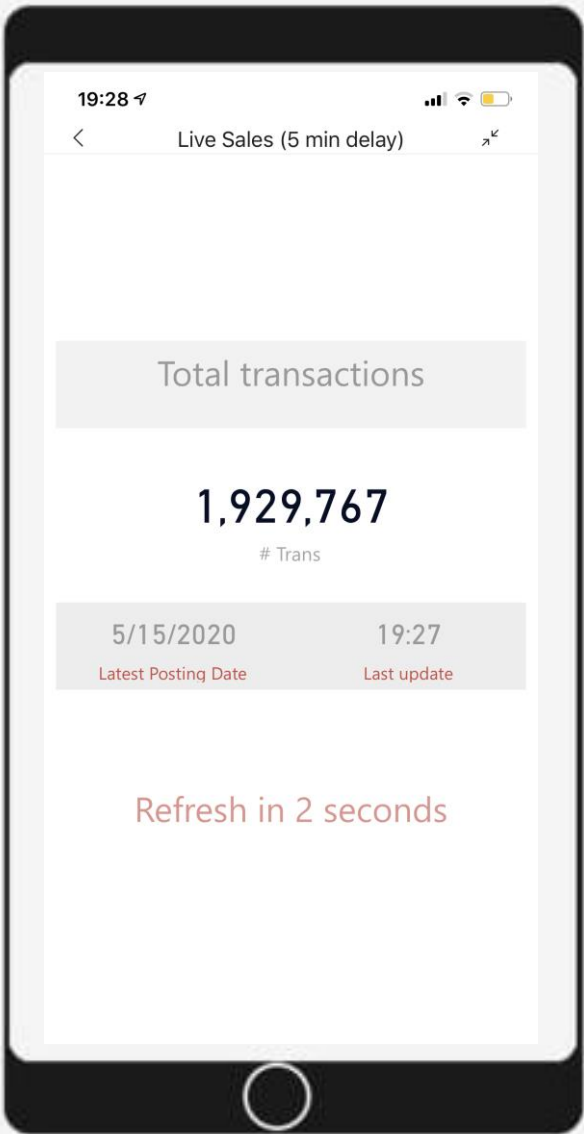 19:28
Live Sales (5 min delay)
Total transactions
1,929,767
# Trans
5/15/2020 19:27
Latest Posting Date Last update
Refresh in 2 seconds